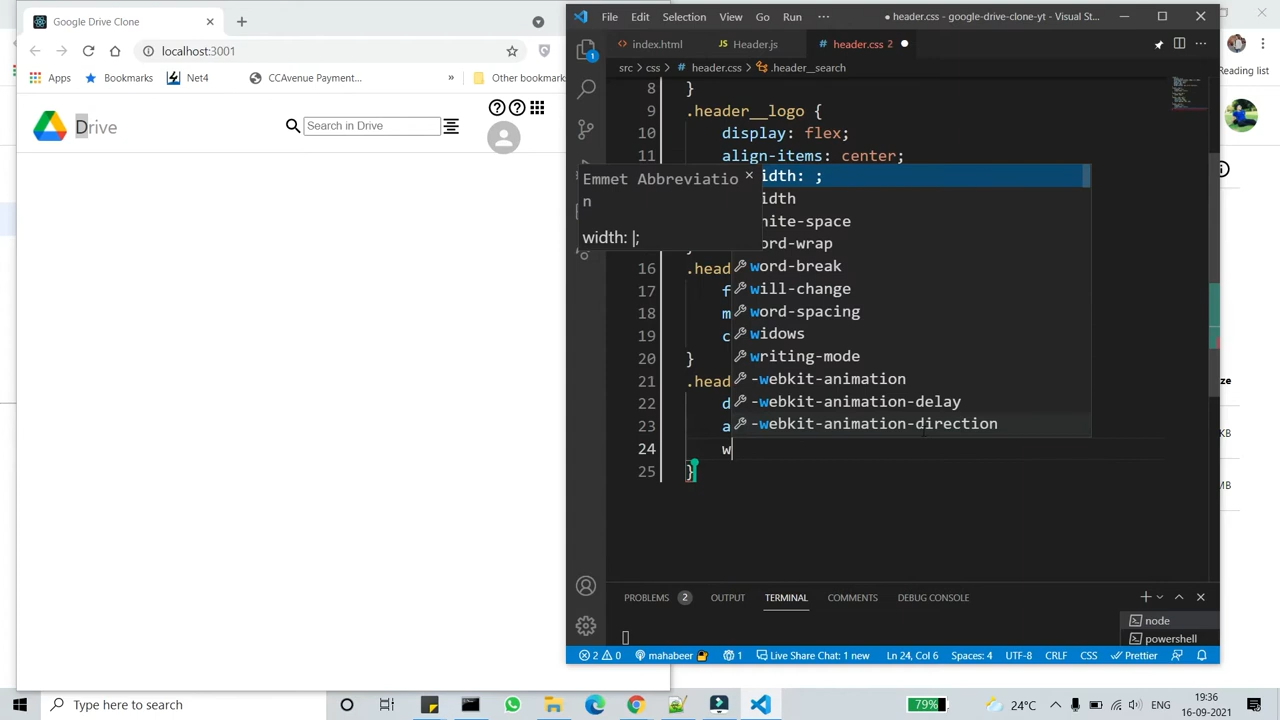 Google Drive Clone
localhost:3001
Apps
Bookmarks
Net4
CCAvenue Payment...
»
Other bookmarks
Drive
Search in Drive
File Edit Selection View Go Run ···
● header.css - google-drive-clone-yt - Visual St...
index.html
JS Header.js
# header.css 2
src > css > # header.css > .header__search
8 }
9 .header__logo {
10 display: flex;
11 align-items: center;
Emmet Abbreviatio
n
width: |;
idth: ;
idth
hite-space
ord-wrap
word-break
will-change
word-spacing
widows
writing-mode
-webkit-animation
-webkit-animation-delay
-webkit-animation-direction
16 .head
17 f
18 m
19 c
20 }
21 .head
22 d
23 a
24 w
25 }
PROBLEMS 2 OUTPUT TERMINAL COMMENTS DEBUG CONSOLE
node
powershell
2 0 mahabeer 1 Live Share Chat: 1 new Ln 24, Col 6 Spaces: 4 UTF-8 CRLF CSS Prettier
Reading list
ze
KB
MB
Type here to search
79%
24°C
ENG
19:36
16-09-2021